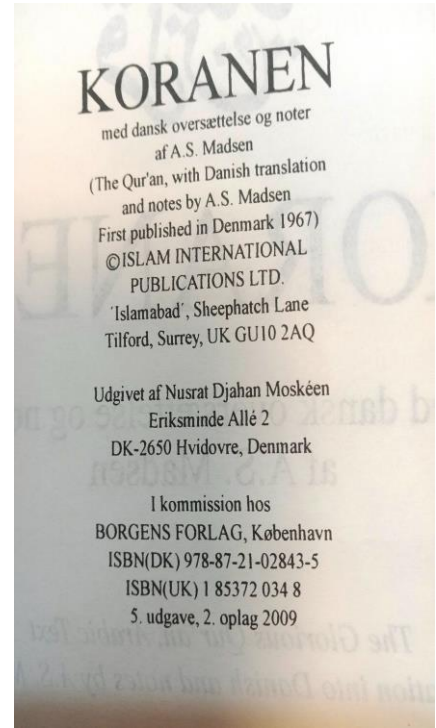 KORANEN
med dansk oversættelse og noter
af A.S. Madsen
(The Qur'an, with Danish translation
and notes by A.S. Madsen
First published in Denmark 1967)
©ISLAM INTERNATIONAL
PUBLICATIONS LTD.
´Islamabad´, Sheephatch Lane
Tilford, Surrey, UK GU10 2AQ
Udgivet af Nusrat Djahan Moskéen
Eriksminde Allé 2
DK-2650 Hvidovre, Denmark
I kommission hos
BORGENS FORLAG, København
ISBN(DK) 978-87-21-02843-5
ISBN(UK) 1 85372 034 8
5. udgave, 2. oplag 2009